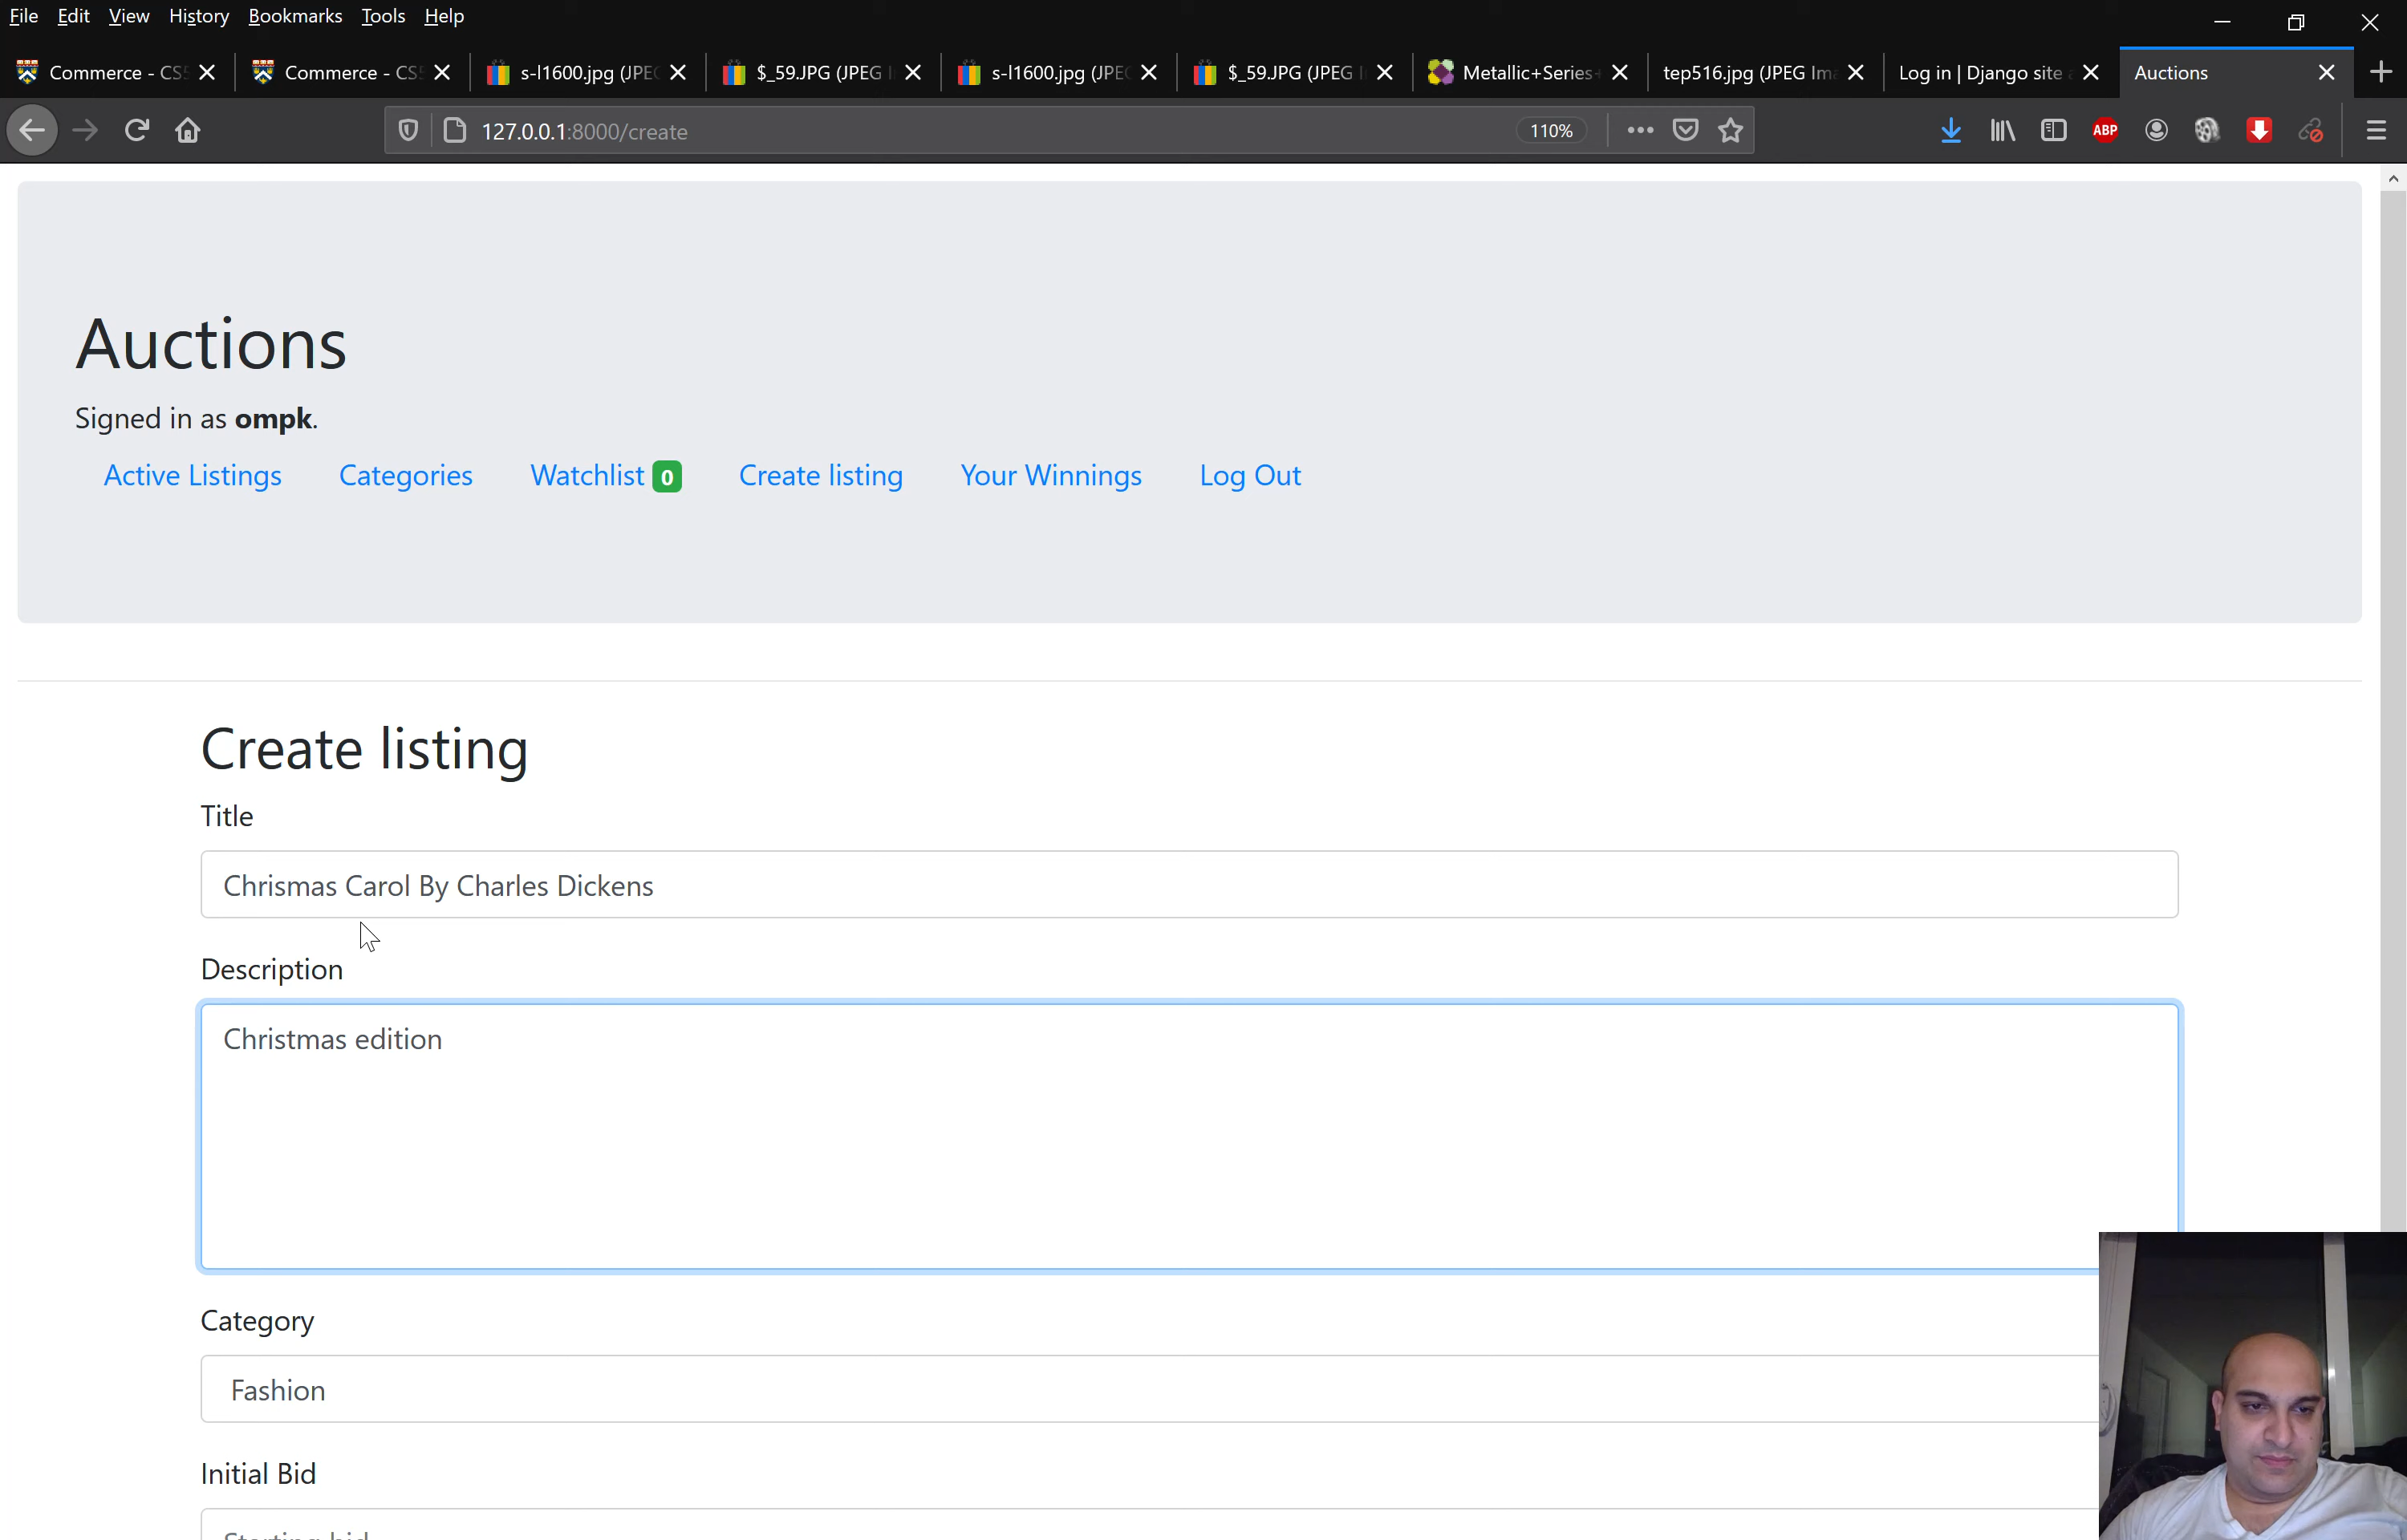 File Edit View History Bookmarks Tools Help
Commerce - CS
Commerce - CS
s-l1600.jpg (JPE
$_59.JPG (JPEG
s-l1600.jpg (JPE
$_59.JPG (JPEG
Metallic+Series
tep516.jpg (JPEG Im
Log in | Django site
Auctions
127.0.0.1:8000/create
110%
ABP
Auctions
Signed in as ompk.
Active Listings Categories Watchlist 0 Create listing Your Winnings Log Out
Create listing
Title
Chrismas Carol By Charles Dickens
Description
Christmas edition
Category
Fashion
Initial Bid
Starting bid